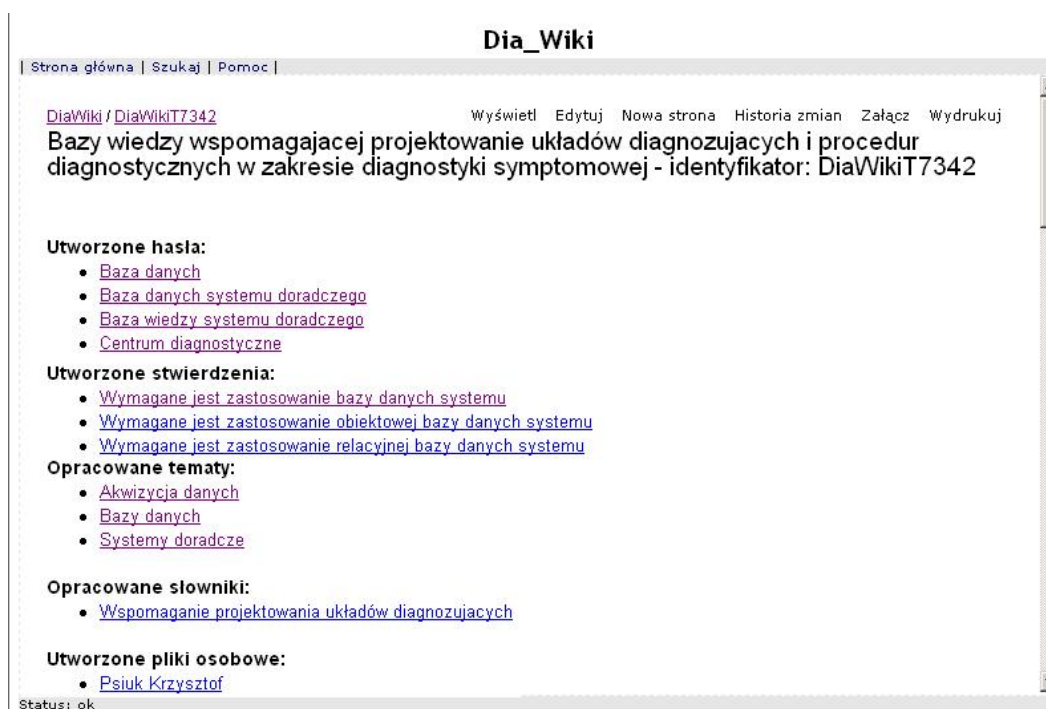 Dia_Wiki
| Strona główna | Szukaj | Pomoc |
DiaWiki / DiaWikiT7342 Wyświetl Edytuj Nowa strona Historia zmian Załącz Wydrukuj
Bazy wiedzy wspomagajacej projektowanie układów diagnozujacych i procedur
diagnostycznych w zakresie diagnostyki symptomowej - identyfikator: DiaWikiT7342
Utworzone hasła:
• Baza danych
• Baza danych systemu doradczego
• Baza wiedzy systemu doradczego
• Centrum diagnostyczne
Utworzone stwierdzenia:
• Wymagane jest zastosowanie bazy danych systemu
• Wymagane jest zastosowanie obiektowej bazy danych systemu
• Wymagane jest zastosowanie relacyjnej bazy danych systemu
Opracowane tematy:
• Akwizycja danych
• Bazy danych
• Systemy doradcze
Opracowane słowniki:
• Wspomaganie projektowania układów diagnozujacych
Utworzone pliki osobowe:
• Psiuk Krzysztof
Status: ok